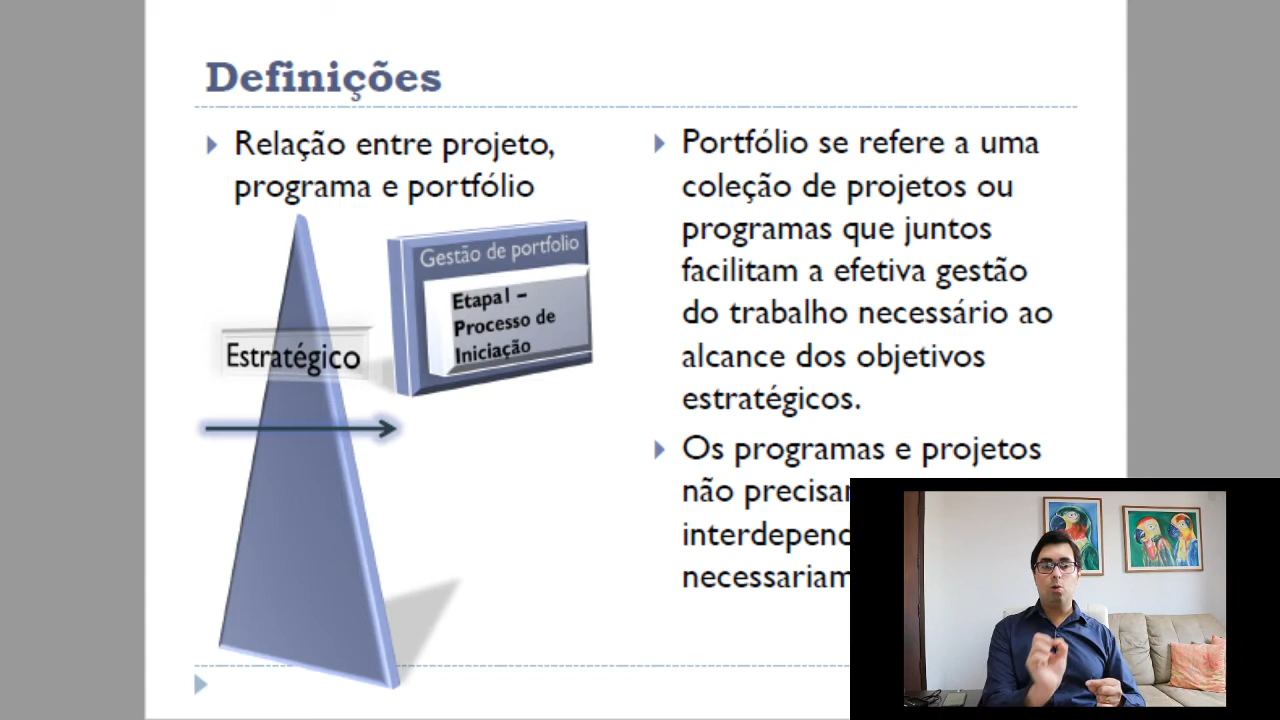 Definições
Relação entre projeto,
programa e portfólio
Gestão de portfolio
Etapa1 –
Processo de
Iniciação
Estratégico
Portfólio se refere a uma
coleção de projetos ou
programas que juntos
facilitam a efetiva gestão
do trabalho necessário ao
alcance dos objetivos
estratégicos.
Os programas e projetos
não